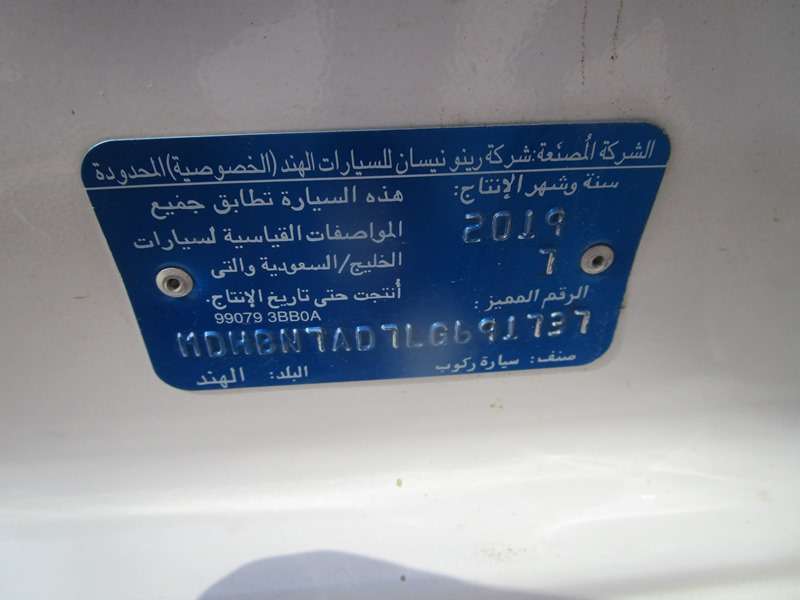 الشركة المُصنعة: شركة رينو نيسان للسيارات الهند (الخصوصية) المحدودة
سنة وشهر الإنتاج:
2019
7
هذه السيارة تطابق جميع
المواصفات القياسية لسيارات
الخليج/السعودية والتى
أُنتجت حتى تاريخ الإنتاج.
99079 3BB0A
الرقم المميز:
MDHBN7AD7LG691737
صنف: سيارة ركوب
البلد: الهند